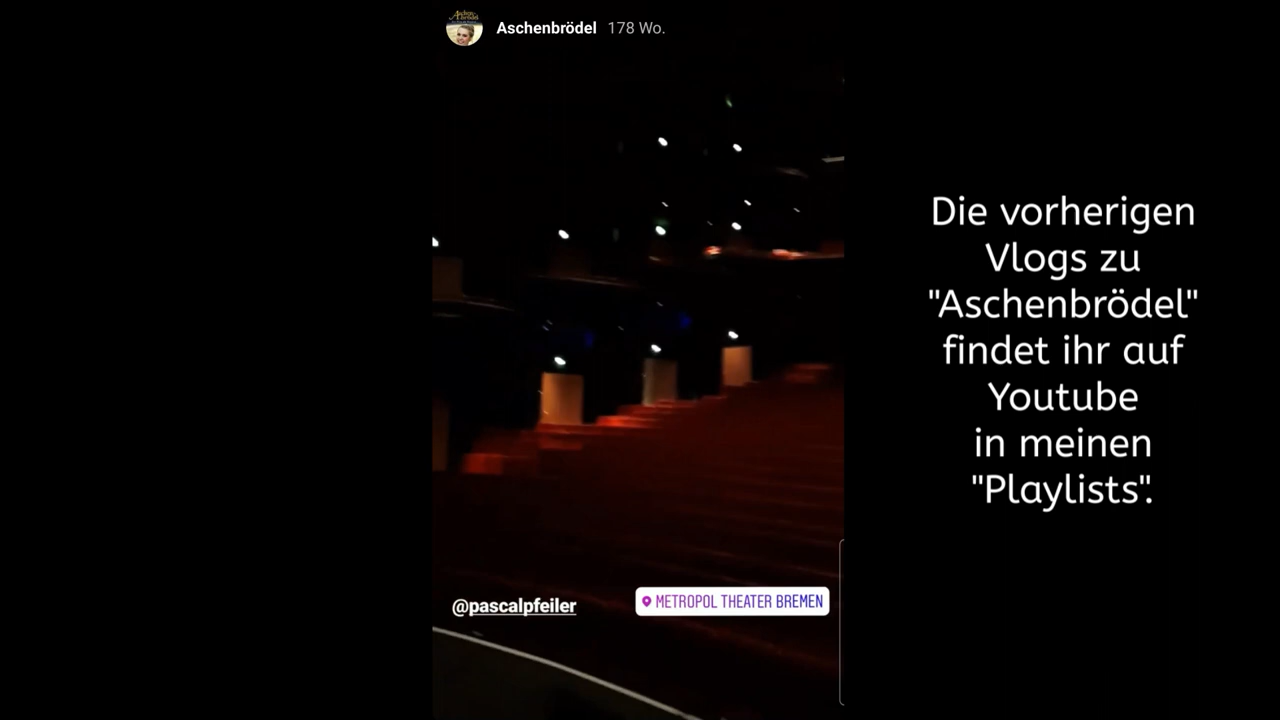 Aschenbrödel 178 Wo.
@pascalpfeiler
METROPOL THEATER BREMEN
Die vorherigen
Vlogs zu
"Aschenbrödel"
findet ihr auf
Youtube
in meinen
"Playlists".